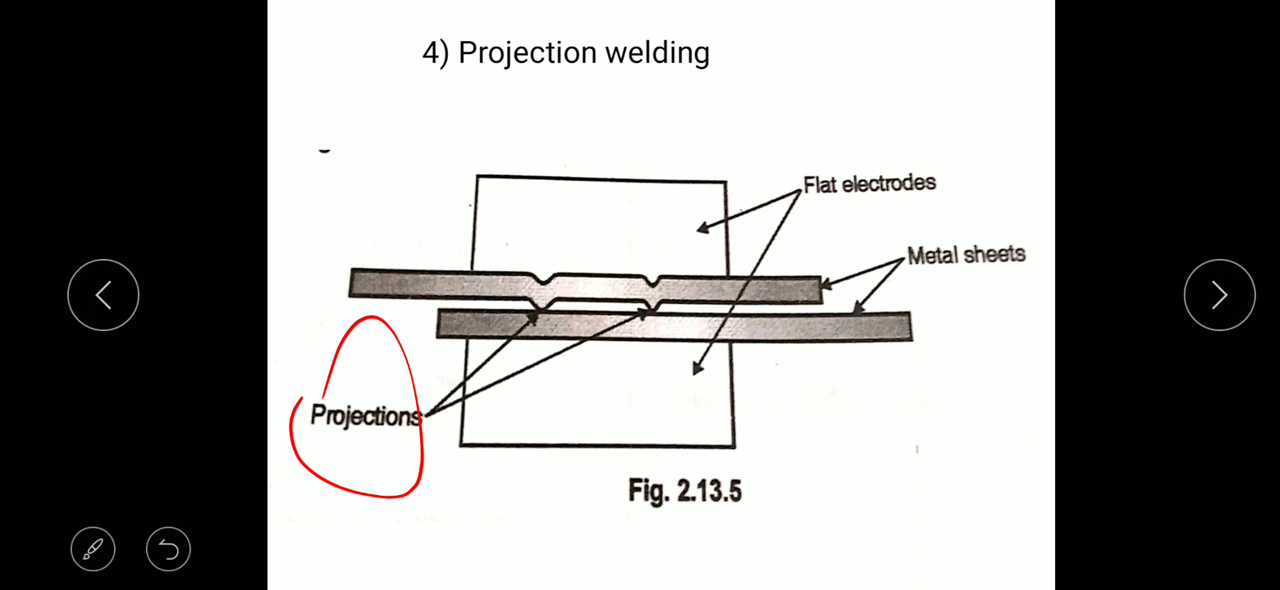 4) Projection welding
Flat electrodes
Metal sheets
Projections
Fig. 2.13.5